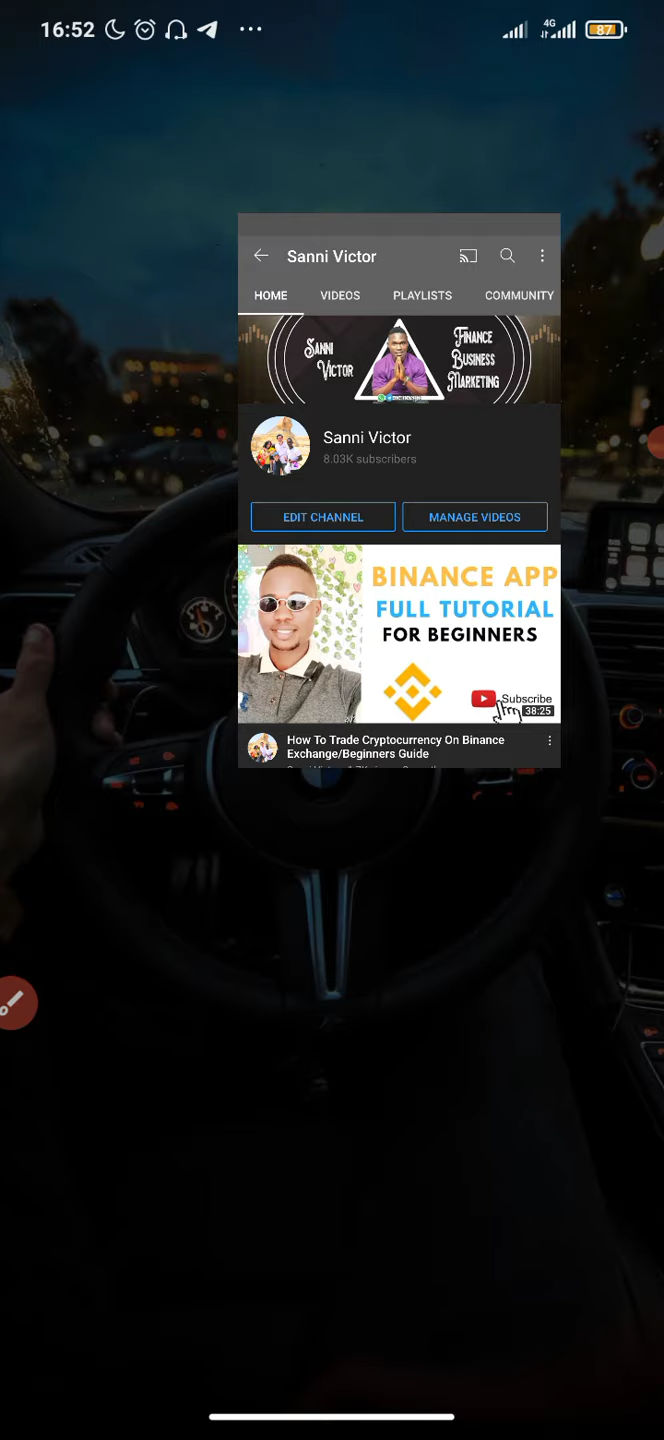 16:52
4G
87
Sanni Victor
HOME
VIDEOS
PLAYLISTS
COMMUNITY
SANNI
VICTOR
FINANCE
BUSINESS
MARKETING
Sanni Victor
8.03K subscribers
EDIT CHANNEL
MANAGE VIDEOS
BINANCE APP
FULL TUTORIAL
FOR BEGINNERS
Subscribe
38:25
How To Trade Cryptocurrency On Binance
Exchange/Beginners Guide